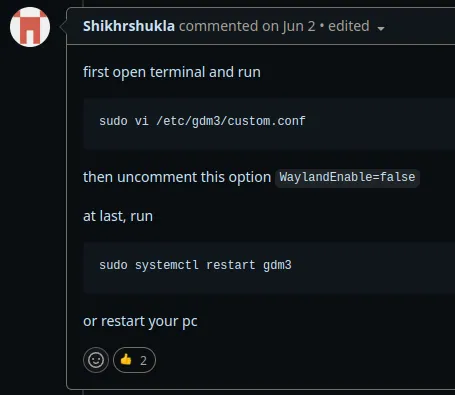 Shikhrshukla commented on Jun 2 • edited
first open terminal and run
sudo vi /etc/gdm3/custom.conf
then uncomment this option WaylandEnable=false
at last, run
sudo systemctl restart gdm3
or restart your pc
👍 2